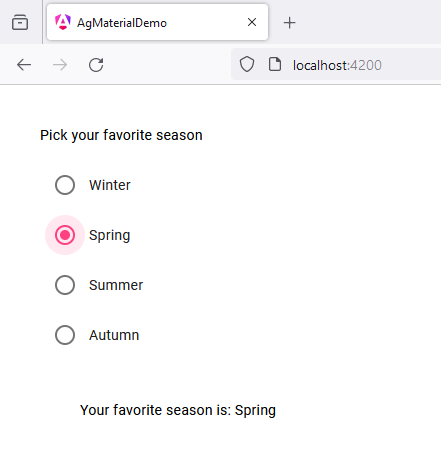 AgMaterialDemo
localhost:4200
Pick your favorite season
Winter
Spring
Summer
Autumn
Your favorite season is: Spring